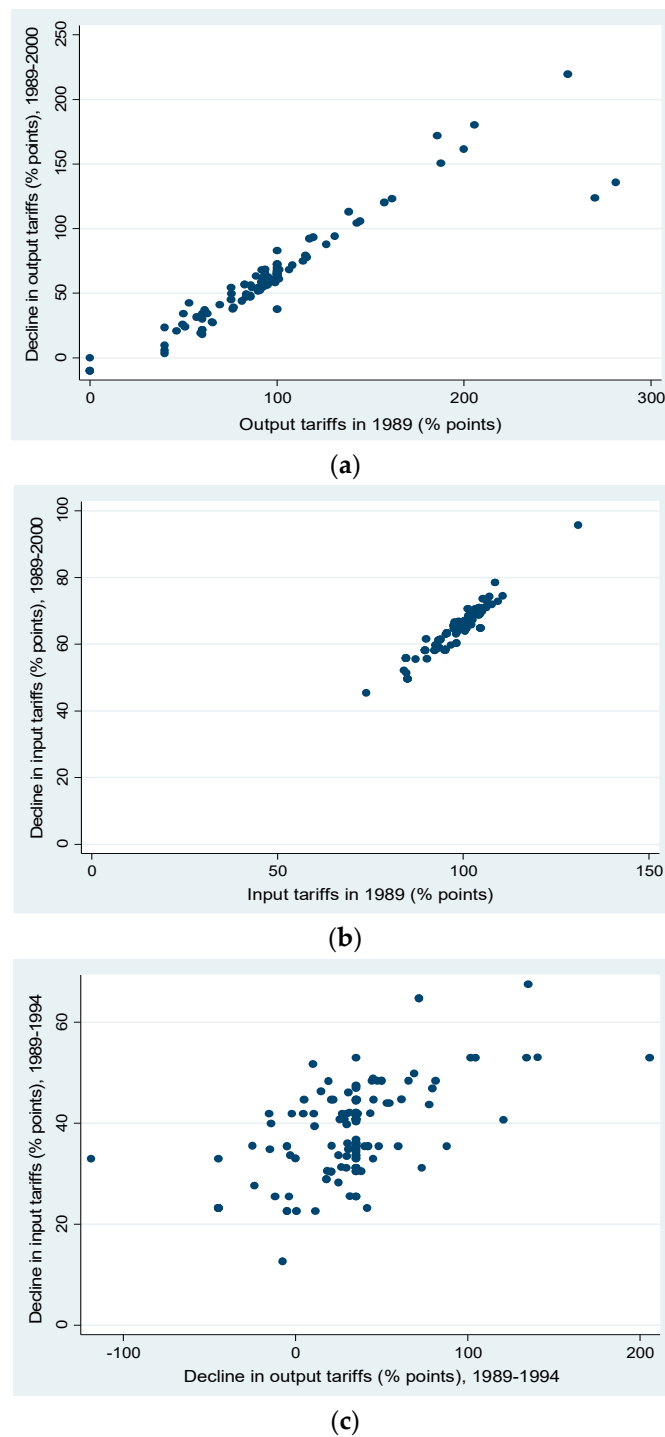 Decline in output tariffs (% points), 1989-2000
250
200
150
100
50
0
0 100 200 300
Output tariffs in 1989 (% points)
(a)
Decline in input tariffs (% points), 1989-2000
100
80
60
40
20
0
0 50 100 150
Input tariffs in 1989 (% points)
(b)
Decline in input tariffs (% points), 1989-1994
60
40
20
0
-100 0 100 200
Decline in output tariffs (% points), 1989-1994
(c)